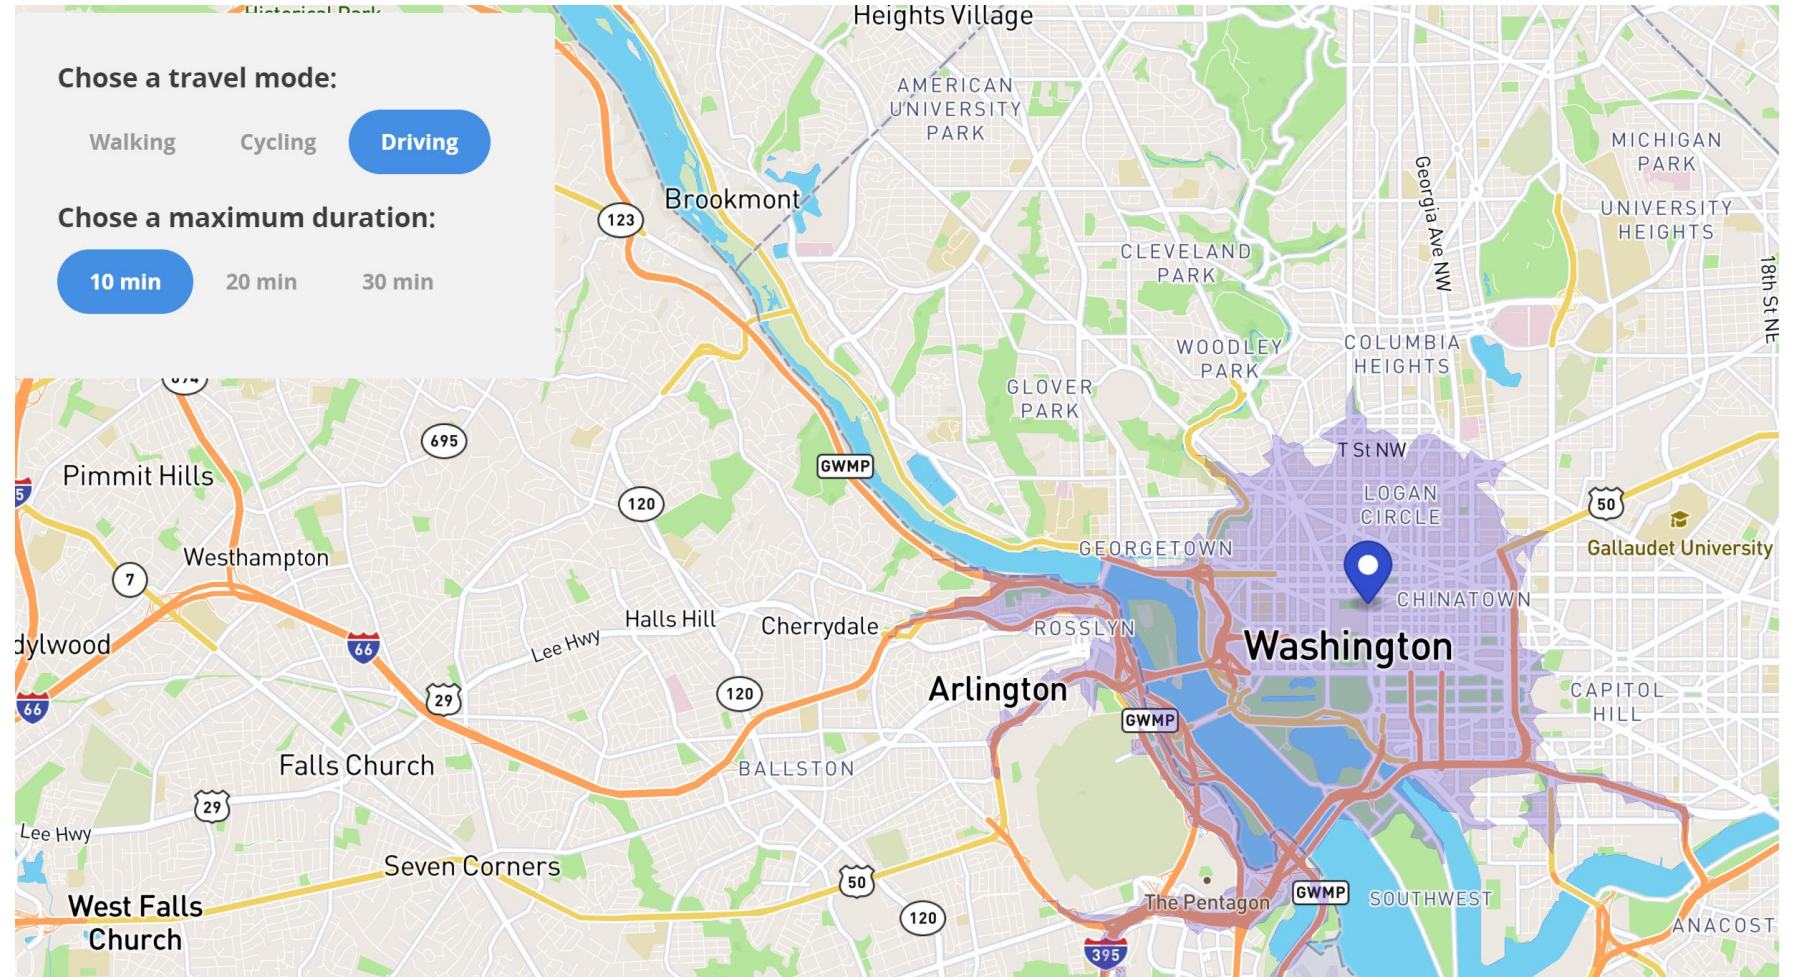 Historical Park
Chose a travel mode:
Walking Cycling Driving
Chose a maximum duration:
10 min 20 min 30 min
Heights Village
AMERICAN
UNIVERSITY
PARK
MICHIGAN
PARK
Brookmont
123
Georgia Ave NW
UNIVERSITY
HEIGHTS
CLEVELAND
PARK
18th St NE
WOODLEY
PARK
COLUMBIA
HEIGHTS
694
GLOVER
PARK
695
T St NW
Pimmit Hills
GWMP
5
120
LOGAN
CIRCLE
50
GEORGETOWN
Gallaudet University
Westhampton
7
CHINATOWN
Halls Hill
Cherrydale
ROSSLYN
Lee Hwy
dylwood
66
Washington
Arlington
29
120
66
GWMP
CAPITOL
HILL
Falls Church
BALLSTON
29
Lee Hwy
Seven Corners
50
The Pentagon
GWMP
SOUTHWEST
West Falls
Church
120
ANACOST
395